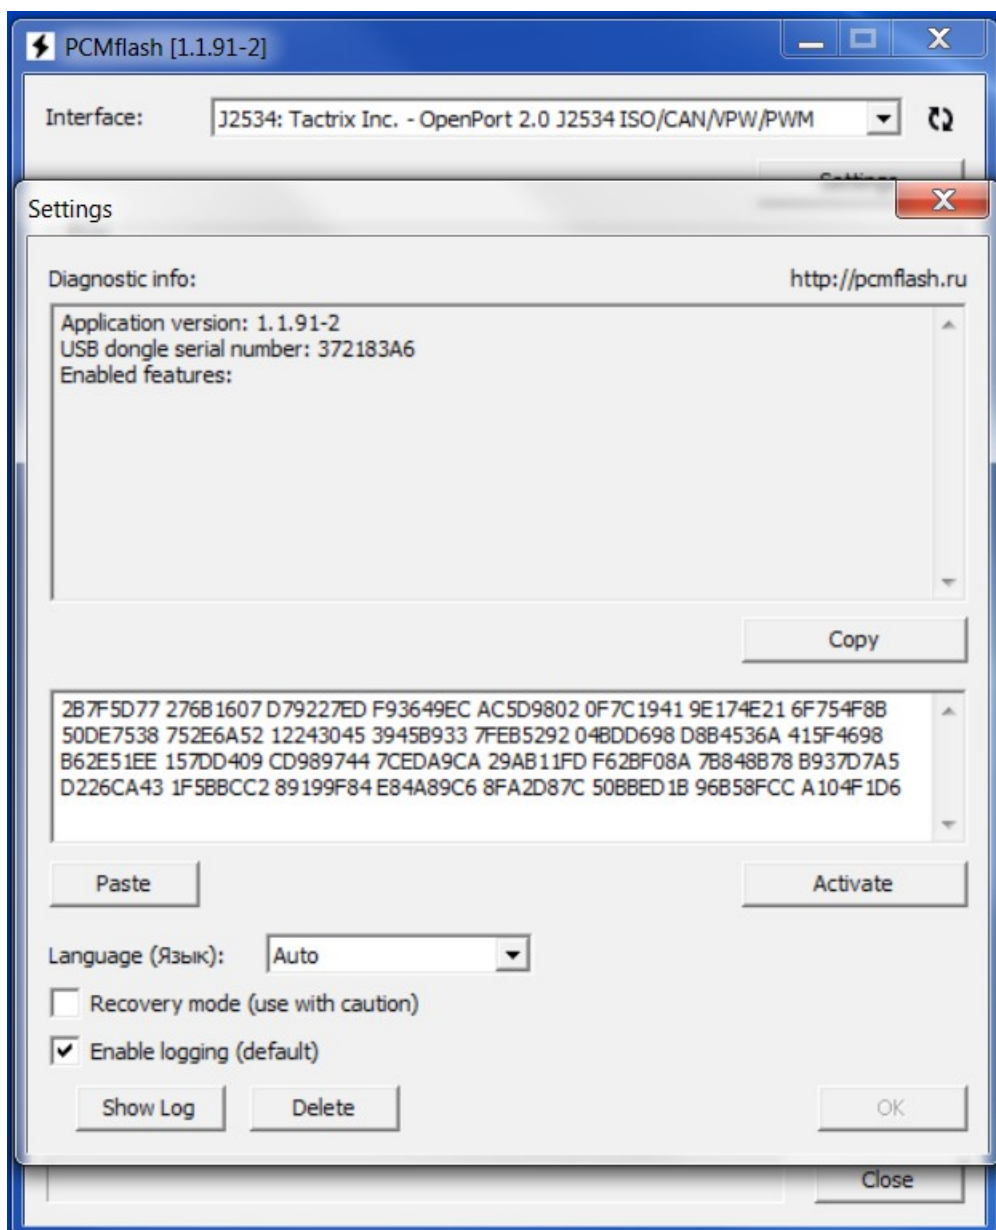 PCMflash [1.1.91-2]
Interface:
J2534: Tactrix Inc. - OpenPort 2.0 J2534 ISO/CAN/VPW/PWM
Settings
Settings
Diagnostic info:
http://pcmflash.ru
Application version: 1.1.91-2
USB dongle serial number: 372183A6
Enabled features:
Copy
2B7F5D77 276B1607 D79227ED F93649EC AC5D9802 0F7C1941 9E174E21 6F754F8B
50DE7538 752E6A52 12243045 3945B933 7FEB5292 04BDD698 D8B4536A 415F4698
B62E51EE 157DD409 CD989744 7CEDA9CA 29AB11FD F62BF08A 7B848B78 B937D7A5
D226CA43 1F5BBCC2 89199F84 E84A89C6 8FA2D87C 50BBED1B 96B58FCC A104F1D6
Paste
Activate
Language (Язык):
Auto
Recovery mode (use with caution)
Enable logging (default)
Show Log
Delete
OK
Close